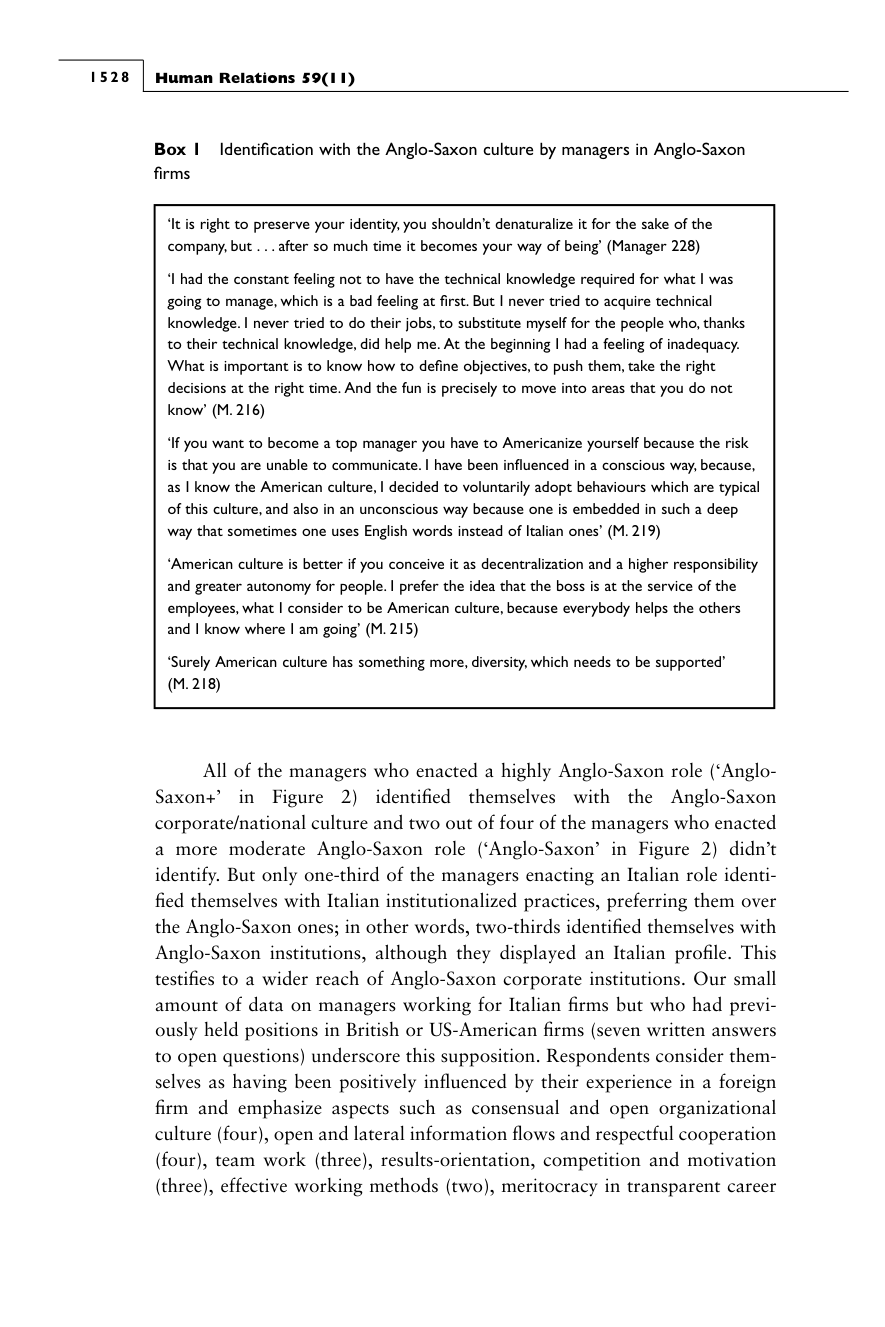 1528 Human Relations 59(11)
Box 1 Identification with the Anglo-Saxon culture by managers in Anglo-Saxon
firms
‘It is right to preserve your identity, you shouldn’t denaturalize it for the sake of the
company, but . . . after so much time it becomes your way of being’ (Manager 228)
‘I had the constant feeling not to have the technical knowledge required for what I was
going to manage, which is a bad feeling at first. But I never tried to acquire technical
knowledge. I never tried to do their jobs, to substitute myself for the people who, thanks
to their technical knowledge, did help me. At the beginning I had a feeling of inadequacy.
What is important is to know how to define objectives, to push them, take the right
decisions at the right time. And the fun is precisely to move into areas that you do not
know’ (M. 216)
‘If you want to become a top manager you have to Americanize yourself because the risk
is that you are unable to communicate. I have been influenced in a conscious way, because,
as I know the American culture, I decided to voluntarily adopt behaviours which are typical
of this culture, and also in an unconscious way because one is embedded in such a deep
way that sometimes one uses English words instead of Italian ones’ (M. 219)
‘American culture is better if you conceive it as decentralization and a higher responsibility
and greater autonomy for people. I prefer the idea that the boss is at the service of the
employees, what I consider to be American culture, because everybody helps the others
and I know where I am going’ (M. 215)
‘Surely American culture has something more, diversity, which needs to be supported’
(M. 218)
All of the managers who enacted a highly Anglo-Saxon role (‘Anglo-
Saxon+’ in Figure 2) identified themselves with the Anglo-Saxon
corporate/national culture and two out of four of the managers who enacted
a more moderate Anglo-Saxon role (‘Anglo-Saxon’ in Figure 2) didn’t
identify. But only one-third of the managers enacting an Italian role identi-
fied themselves with Italian institutionalized practices, preferring them over
the Anglo-Saxon ones; in other words, two-thirds identified themselves with
Anglo-Saxon institutions, although they displayed an Italian profile. This
testifies to a wider reach of Anglo-Saxon corporate institutions. Our small
amount of data on managers working for Italian firms but who had previ-
ously held positions in British or US-American firms (seven written answers
to open questions) underscore this supposition. Respondents consider them-
selves as having been positively influenced by their experience in a foreign
firm and emphasize aspects such as consensual and open organizational
culture (four), open and lateral information flows and respectful cooperation
(four), team work (three), results-orientation, competition and motivation
(three), effective working methods (two), meritocracy in transparent career